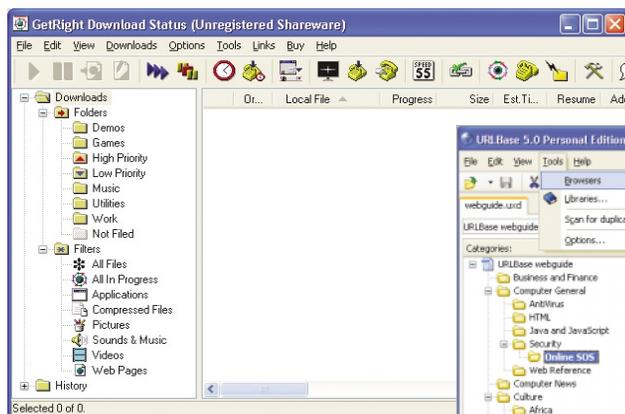 GetRight Download Status (Unregistered Shareware)
File Edit View Downloads Options Tools Links Buy Help
SPEED
55
Or... Local File Progress Size Est.Ti... Resume
Downloads
Folders
Demos
Games
High Priority
Low Priority
Music
Utilities
Work
Not Filed
Filters
All Files
All In Progress
Applications
Compressed Files
Pictures
Sounds & Music
Videos
Web Pages
History
Selected 0 of 0.
URLBase 5.0 Personal Edition
File Edit View Tools Help
Browsers
Libraries...
Scan for duplica
Options...
webguide.uxd
URLBase webguide
Categories:
URLBase webguide
Business and Finance
Computer General
AntiVirus
HTML
Java and JavaScript
Security
Online SOS
Web Reference
Computer News
Culture
Africa